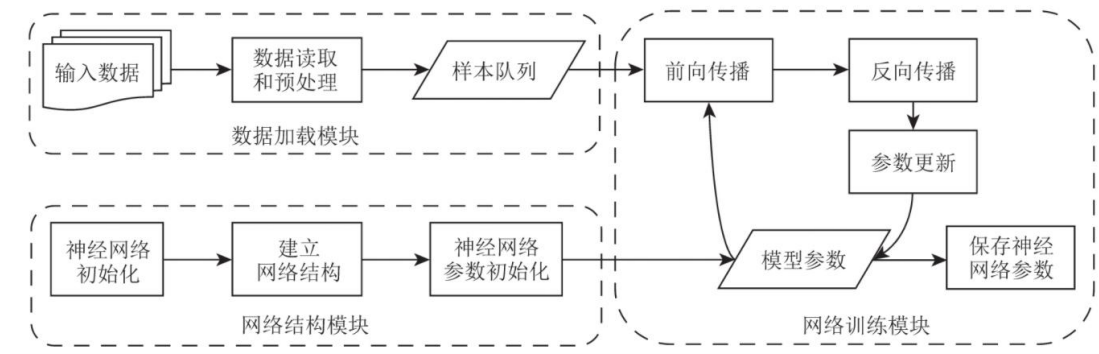 输入数据
数据读取
和预处理
样本队列
数据加载模块
神经网络
初始化
建立
网络结构
神经网络
参数初始化
网络结构模块
前向传播
反向传播
参数更新
模型参数
保存神经
网络参数
网络训练模块